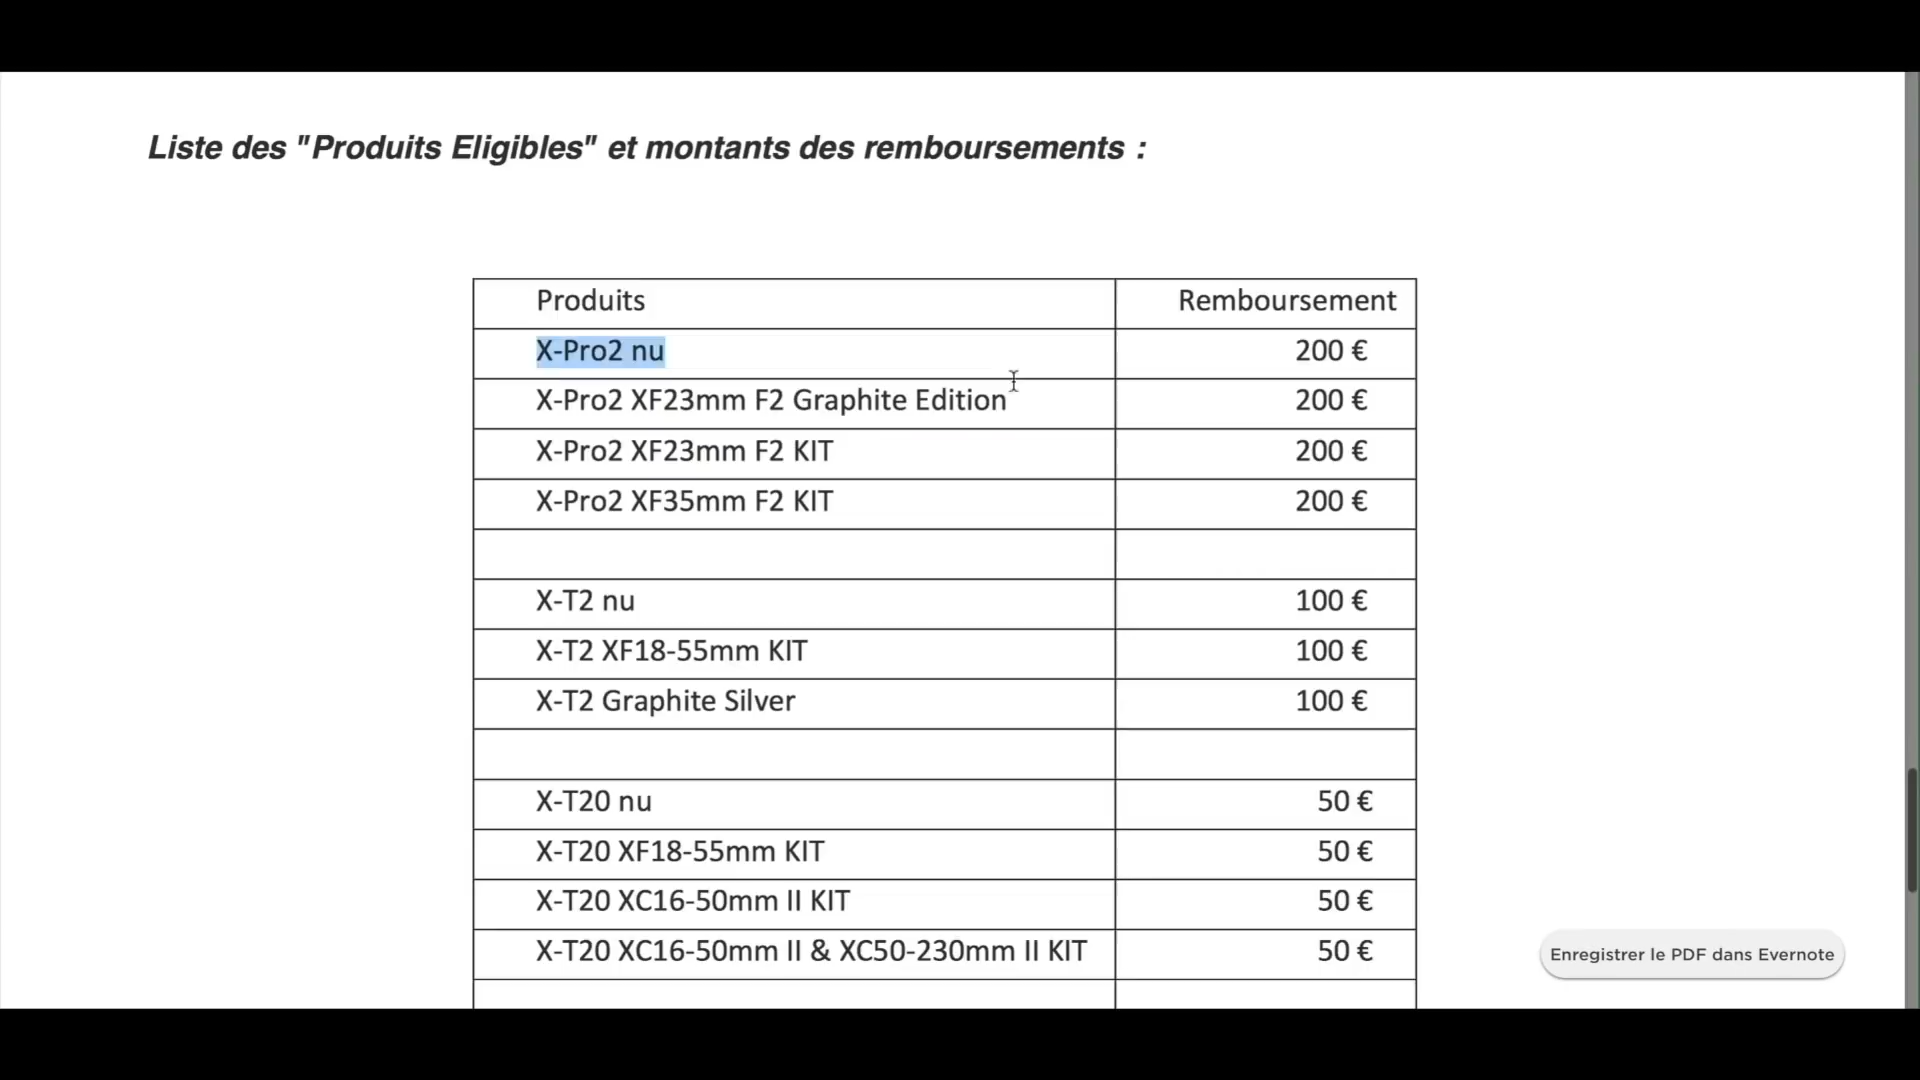 Liste des "Produits Eligibles" et montants des remboursements :
Produits Remboursement
X-Pro2 nu 200 €
X-Pro2 XF23mm F2 Graphite Edition 200 €
X-Pro2 XF23mm F2 KIT 200 €
X-Pro2 XF35mm F2 KIT 200 €
X-T2 nu 100 €
X-T2 XF18-55mm KIT 100 €
X-T2 Graphite Silver 100 €
X-T20 nu 50 €
X-T20 XF18-55mm KIT 50 €
X-T20 XC16-50mm II KIT 50 €
X-T20 XC16-50mm II & XC50-230mm II KIT 50 €
Enregistrer le PDF dans Evernote